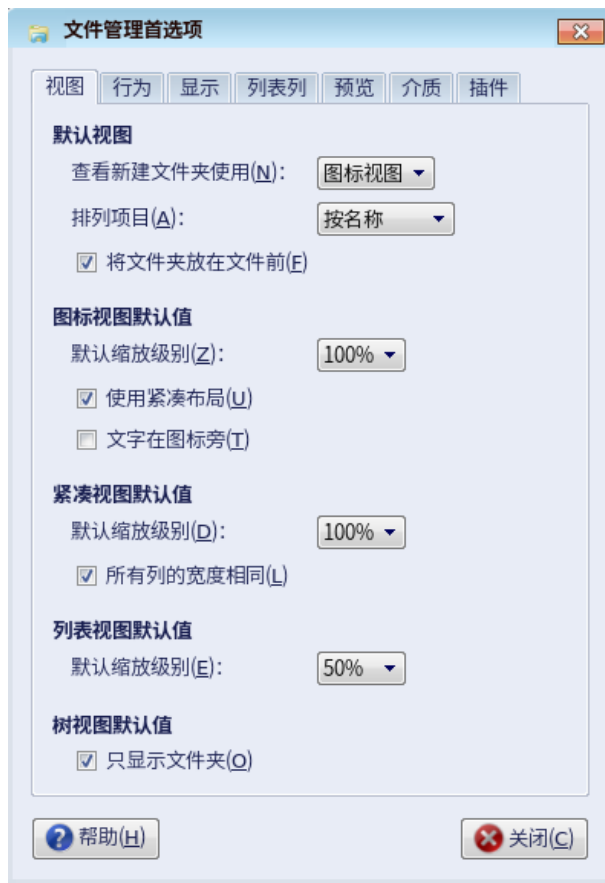 文件管理首选项
视图 行为 显示 列表列 预览 介质 插件
默认视图
查看新建文件夹使用(N): 图标视图
排列项目(A): 按名称
将文件夹放在文件前(F)
图标视图默认值
默认缩放级别(Z): 100%
使用紧凑布局(U)
文字在图标旁(T)
紧凑视图默认值
默认缩放级别(D): 100%
所有列的宽度相同(L)
列表视图默认值
默认缩放级别(E): 50%
树视图默认值
只显示文件夹(O)
帮助(H) 关闭(C)